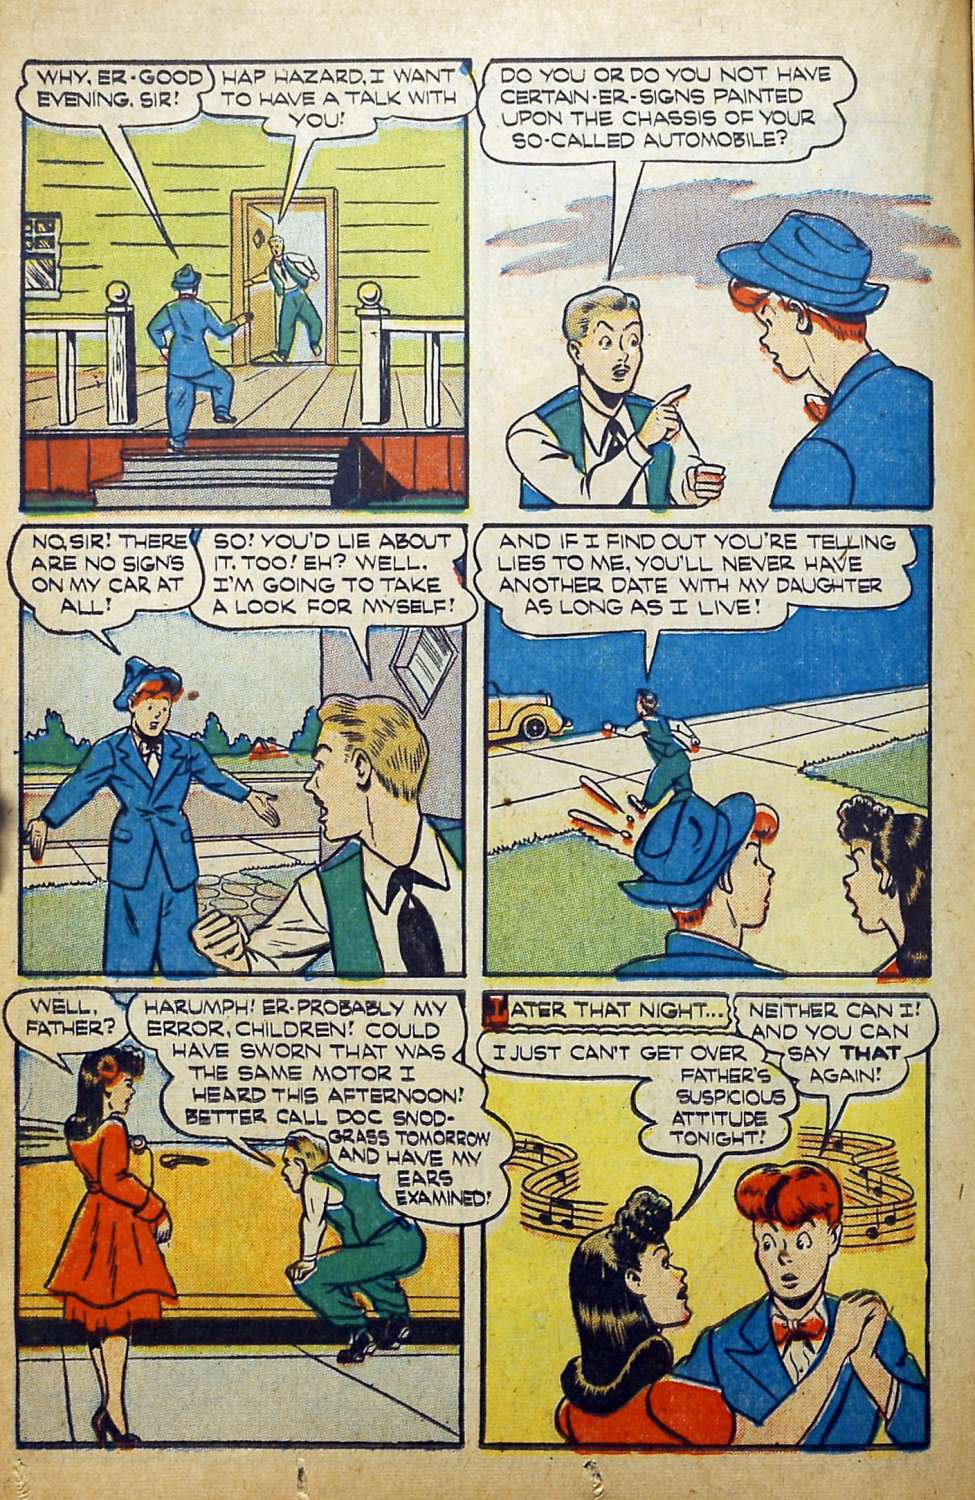 WHY, ER-GOOD
EVENING, SIR!
HAP HAZARD, I WANT
TO HAVE A TALK WITH
YOU!
DO YOU OR DO YOU NOT HAVE
CERTAIN-ER-SIGNS PAINTED
UPON THE CHASSIS OF YOUR
SO-CALLED AUTOMOBILE?
NO, SIR! THERE
ARE NO SIGNS
ON MY CAR AT
ALL!
SO! YOU'D LIE ABOUT
IT, TOO! EH? WELL,
I'M GOING TO TAKE
A LOOK FOR MYSELF!
AND IF I FIND OUT YOU'RE TELLING
LIES TO ME, YOU'LL NEVER HAVE
ANOTHER DATE WITH MY DAUGHTER
AS LONG AS I LIVE!
WELL,
FATHER?
HARUMPH! ER-PROBABLY MY
ERROR, CHILDREN! COULD
HAVE SWORN THAT WAS
THE SAME MOTOR I
HEARD THIS AFTERNOON!
BETTER CALL DOC SNOD-
GRASS TOMORROW
AND HAVE MY
EARS
EXAMINED!
LATER THAT NIGHT...
I JUST CAN'T GET OVER
FATHER'S
SUSPICIOUS
ATTITUDE
TONIGHT!
NEITHER CAN I!
AND YOU CAN
SAY THAT
AGAIN!